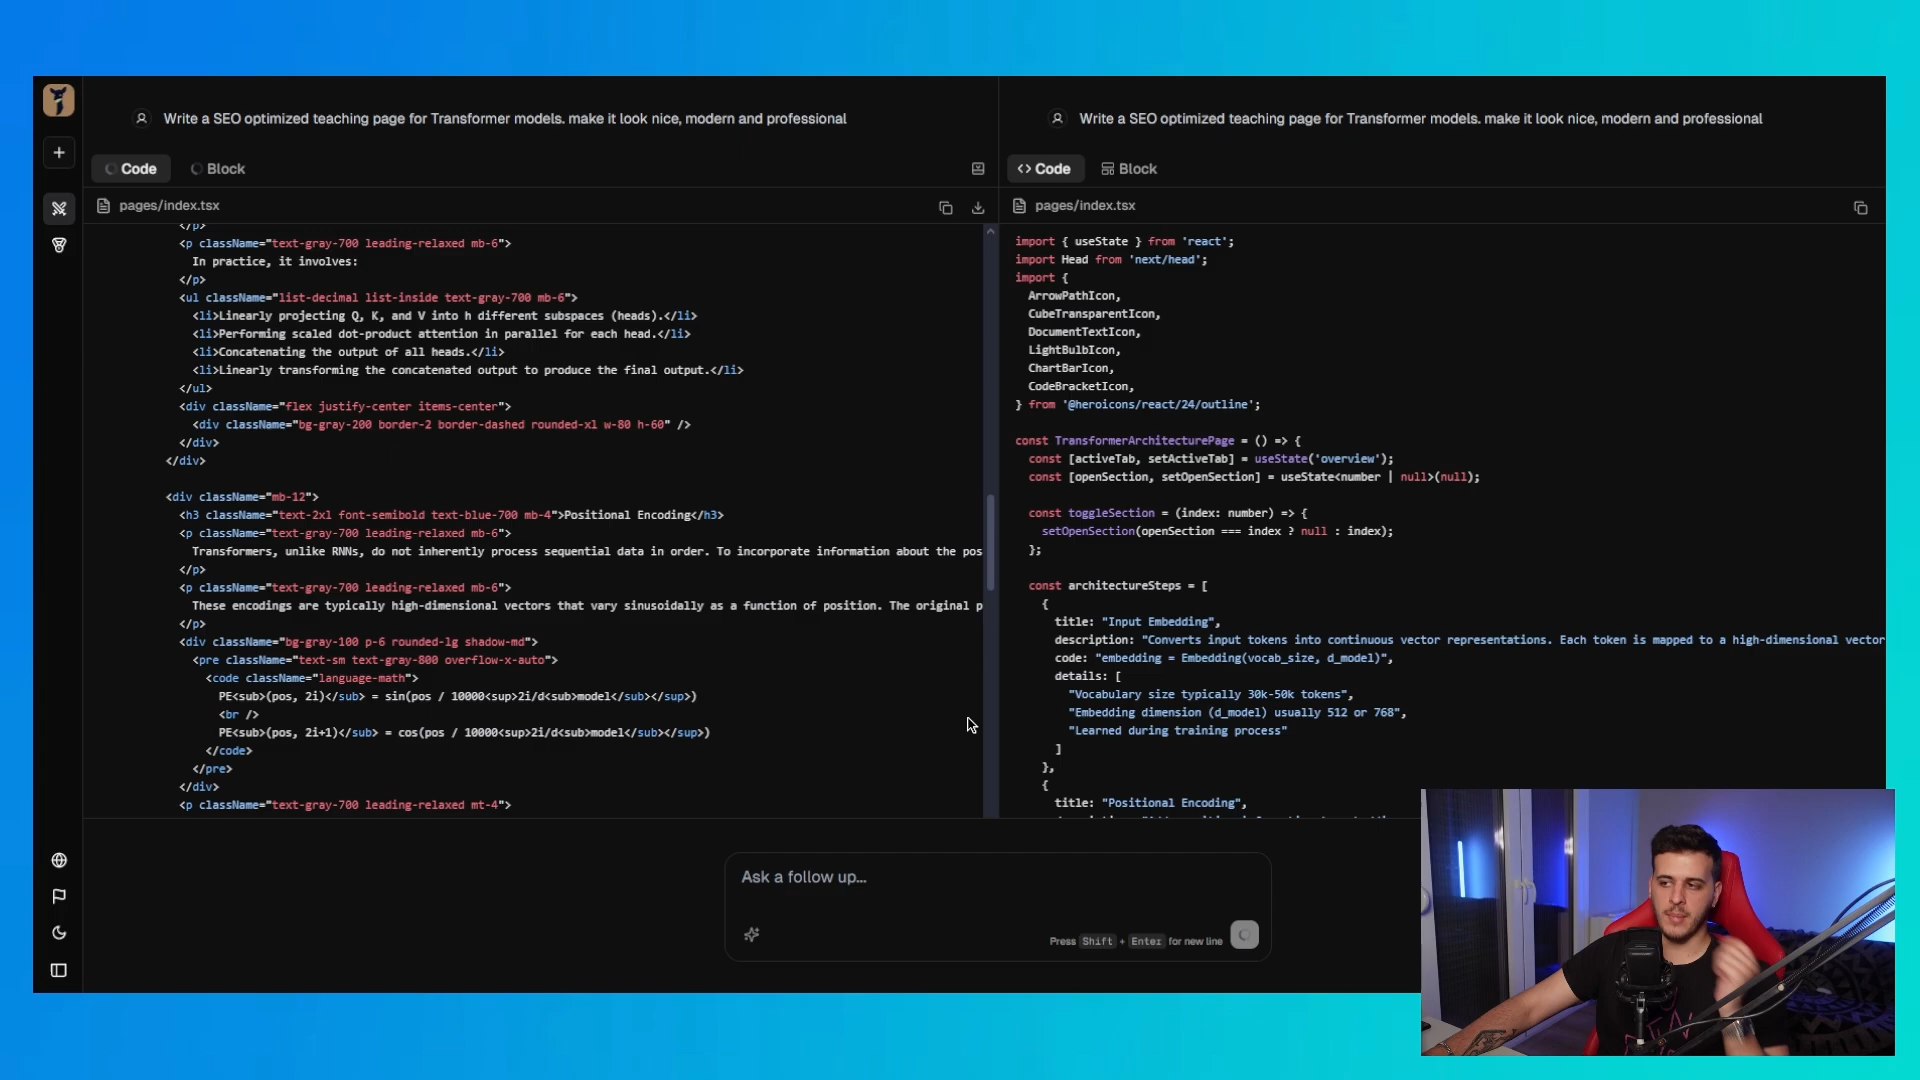 Write a SEO optimized teaching page for Transformer models. make it look nice, modern and professional
Code
Block
pages/index.tsx
</p>
<p className="text-gray-700 leading-relaxed mb-6">
In practice, it involves:
</p>
<ul className="list-decimal list-inside text-gray-700 mb-6">
<li>Linearly projecting Q, K, and V into h different subspaces (heads).</li>
<li>Performing scaled dot-product attention in parallel for each head.</li>
<li>Concatenating the output of all heads.</li>
<li>Linearly transforming the concatenated output to produce the final output.</li>
</ul>
<div className="flex justify-center items-center">
<div className="bg-gray-200 border-2 border-dashed rounded-xl w-80 h-60" />
</div>
</div>
<div className="mb-12">
<h3 className="text-2xl font-semibold text-blue-700 mb-4">Positional Encoding</h3>
<p className="text-gray-700 leading-relaxed mb-6">
Transformers, unlike RNNs, do not inherently process sequential data in order. To incorporate information about the pos
</p>
<p className="text-gray-700 leading-relaxed mb-6">
These encodings are typically high-dimensional vectors that vary sinusoidally as a function of position. The original p
</p>
<div className="bg-gray-100 p-6 rounded-lg shadow-md">
<pre className="text-sm text-gray-800 overflow-x-auto">
<code className="language-math">
PE<sub>(pos, 2i)</sub> = sin(pos / 10000<sup>2i/d<sub>model</sub></sup>)
<br />
PE<sub>(pos, 2i+1)</sub> = cos(pos / 10000<sup>2i/d<sub>model</sub></sup>)
</code>
</pre>
</div>
<p className="text-gray-700 leading-relaxed mt-4">
Write a SEO optimized teaching page for Transformer models. make it look nice, modern and professional
<> Code
Block
pages/index.tsx
import { useState } from 'react';
import Head from 'next/head';
import {
ArrowPathIcon,
CubeTransparentIcon,
DocumentTextIcon,
LightBulbIcon,
ChartBarIcon,
CodeBracketIcon,
} from '@heroicons/react/24/outline';
const TransformerArchitecturePage = () => {
const [activeTab, setActiveTab] = useState('overview');
const [openSection, setOpenSection] = useState<number | null>(null);
const toggleSection = (index: number) => {
setOpenSection(openSection === index ? null : index);
};
const architectureSteps = [
{
title: "Input Embedding",
description: "Converts input tokens into continuous vector representations. Each token is mapped to a high-dimensional vector
code: "embedding = Embedding(vocab_size, d_model)",
details: [
"Vocabulary size typically 30k-50k tokens",
"Embedding dimension (d_model) usually 512 or 768",
"Learned during training process"
]
},
{
title: "Positional Encoding",
Ask a follow up...
Press Shift + Enter for new line